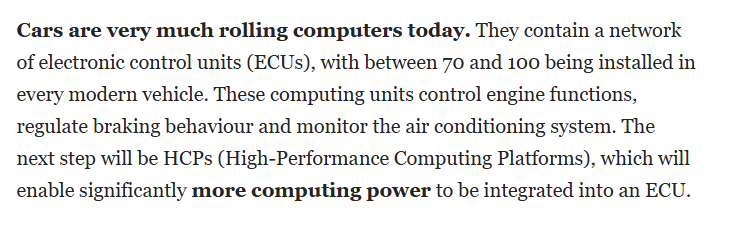 Cars are very much rolling computers today. They contain a network
of electronic control units (ECUs), with between 70 and 100 being installed in
every modern vehicle. These computing units control engine functions,
regulate braking behaviour and monitor the air conditioning system. The
next step will be HCPs (High-Performance Computing Platforms), which will
enable significantly more computing power to be integrated into an ECU.